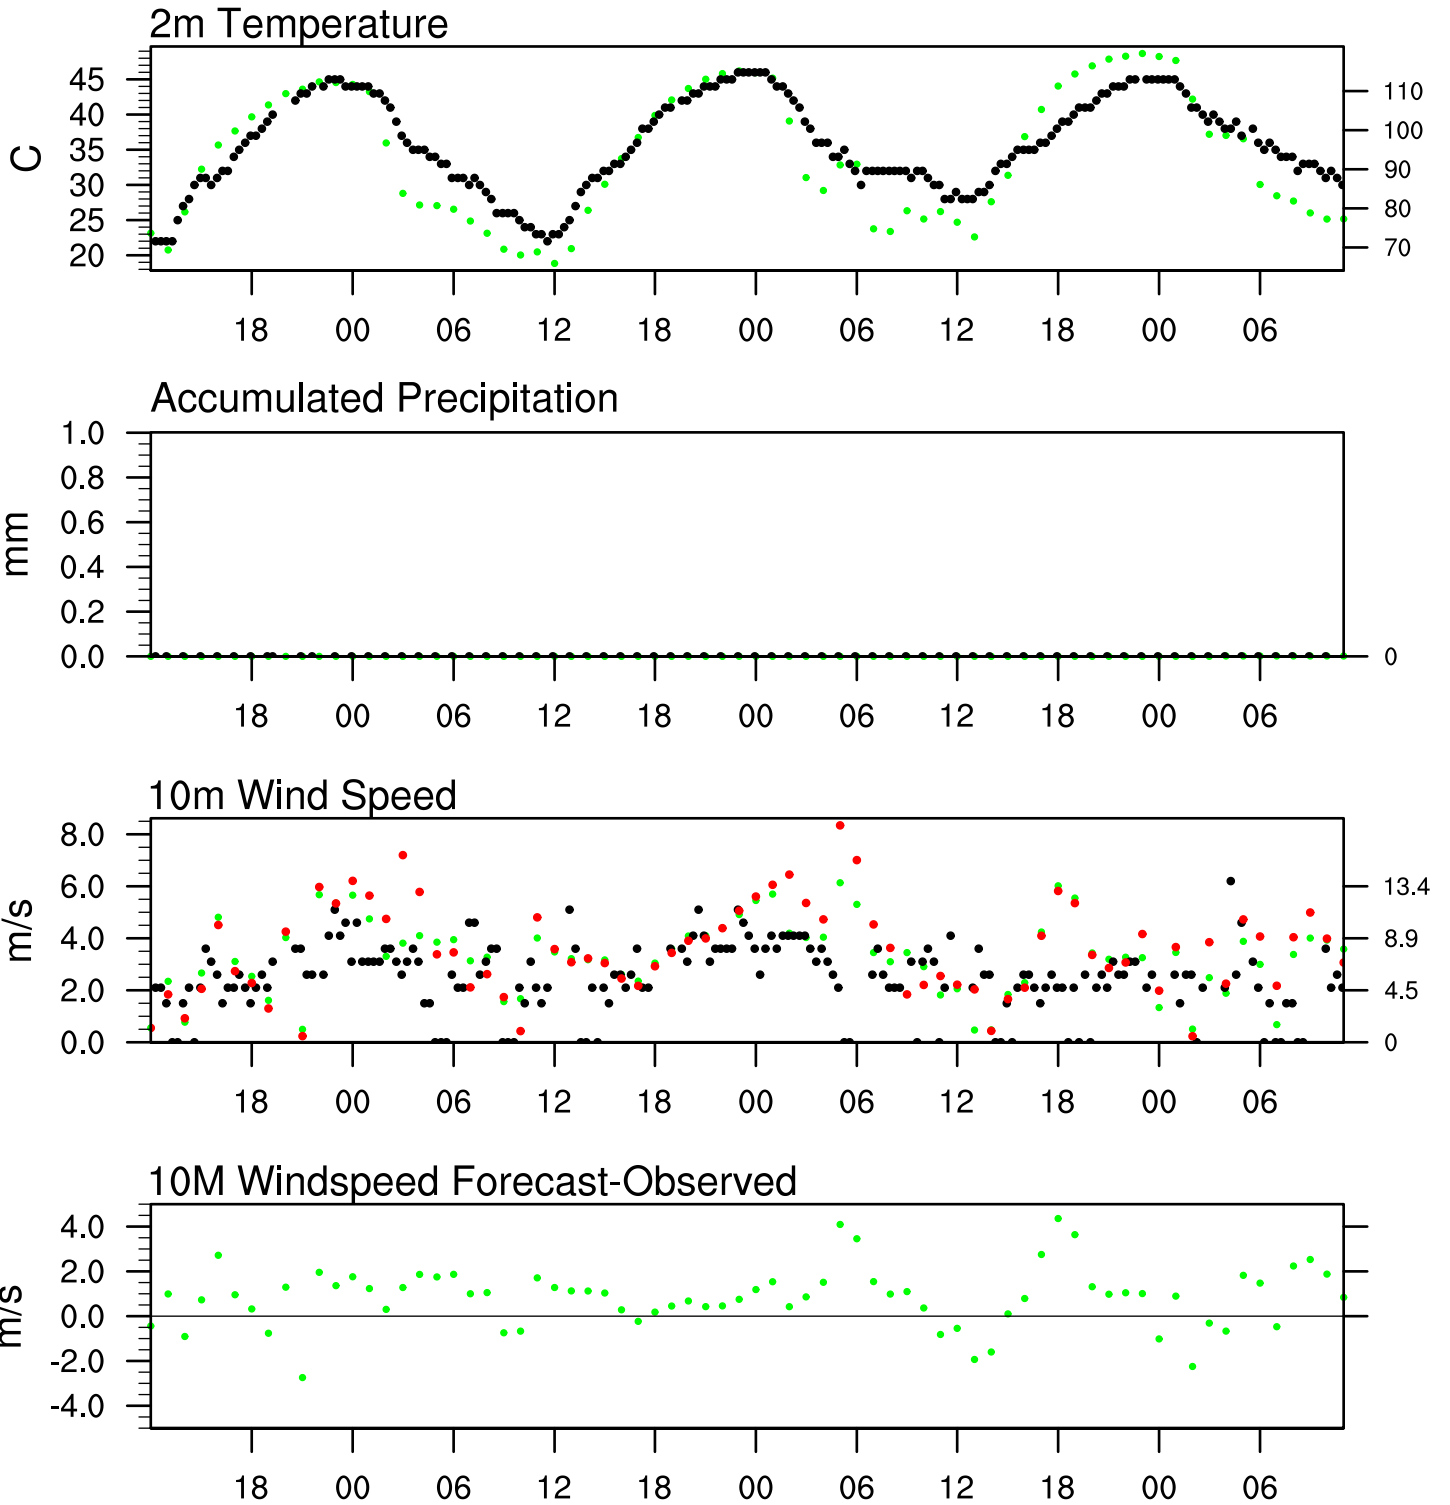 2m Temperature
45
40
35
30
25
20
C
110
100
90
80
70
18 00 06 12 18 00 06 12 18 00 06
Accumulated Precipitation
1.0
0.8
0.6
0.4
0.2
0.0
mm
0
18 00 06 12 18 00 06 12 18 00 06
10m Wind Speed
8.0
6.0
4.0
2.0
0.0
m/s
13.4
8.9
4.5
0
18 00 06 12 18 00 06 12 18 00 06
10M Windspeed Forecast-Observed
4.0
2.0
0.0
-2.0
-4.0
m/s
18 00 06 12 18 00 06 12 18 00 06